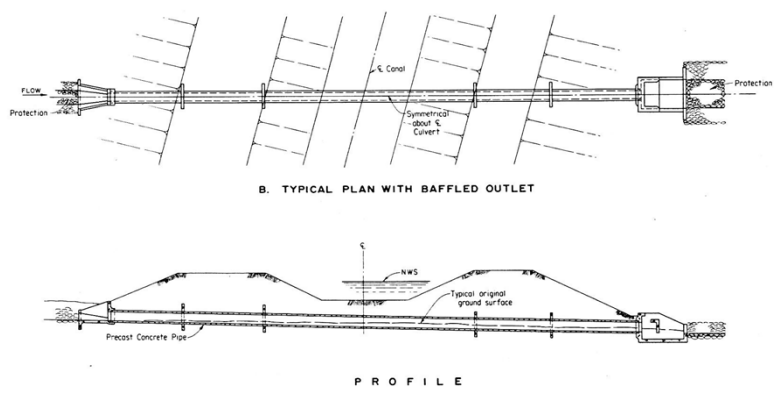 ℄ Canal
FLOW
Protection
Protection
Symmetrical
about ℄
Culvert
B. TYPICAL PLAN WITH BAFFLED OUTLET
℄
NWS
Typical original
ground surface
Precast Concrete Pipe
PROFILE